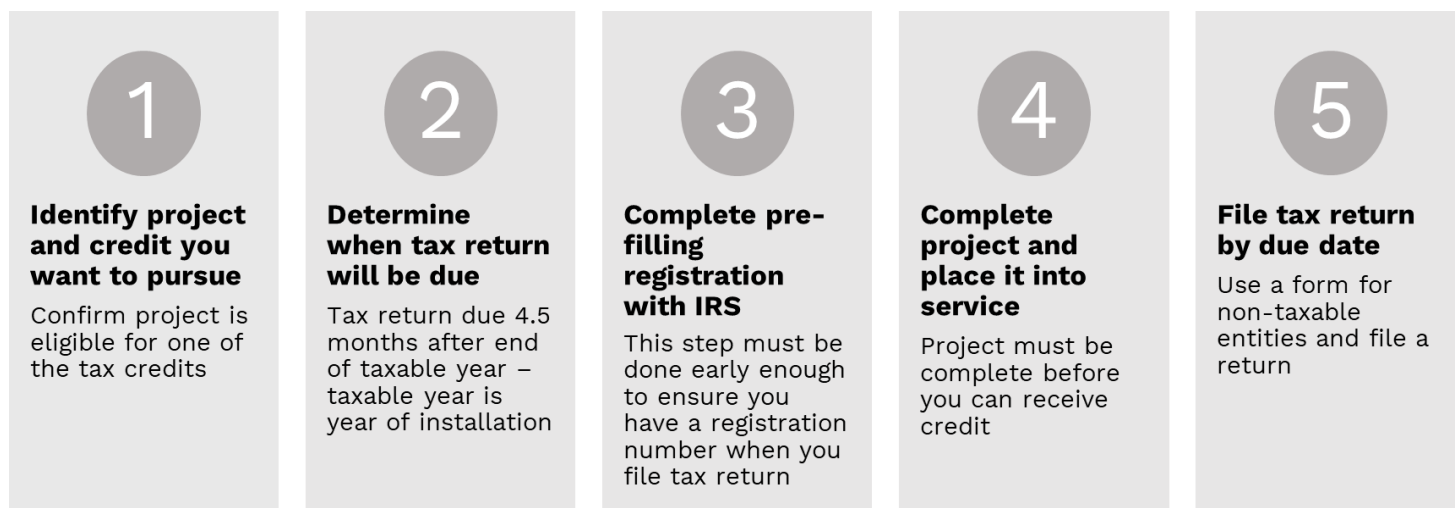 1
Identify project
and credit you
want to pursue
Confirm project is
eligible for one of
the tax credits
2
Determine
when tax return
will be due
Tax return due 4.5
months after end
of taxable year –
taxable year is
year of installation
3
Complete pre-
filling
registration
with IRS
This step must be
done early enough
to ensure you
have a registration
number when you
file tax return
4
Complete
project and
place it into
service
Project must be
complete before
you can receive
credit
5
File tax return
by due date
Use a form for
non-taxable
entities and file a
return